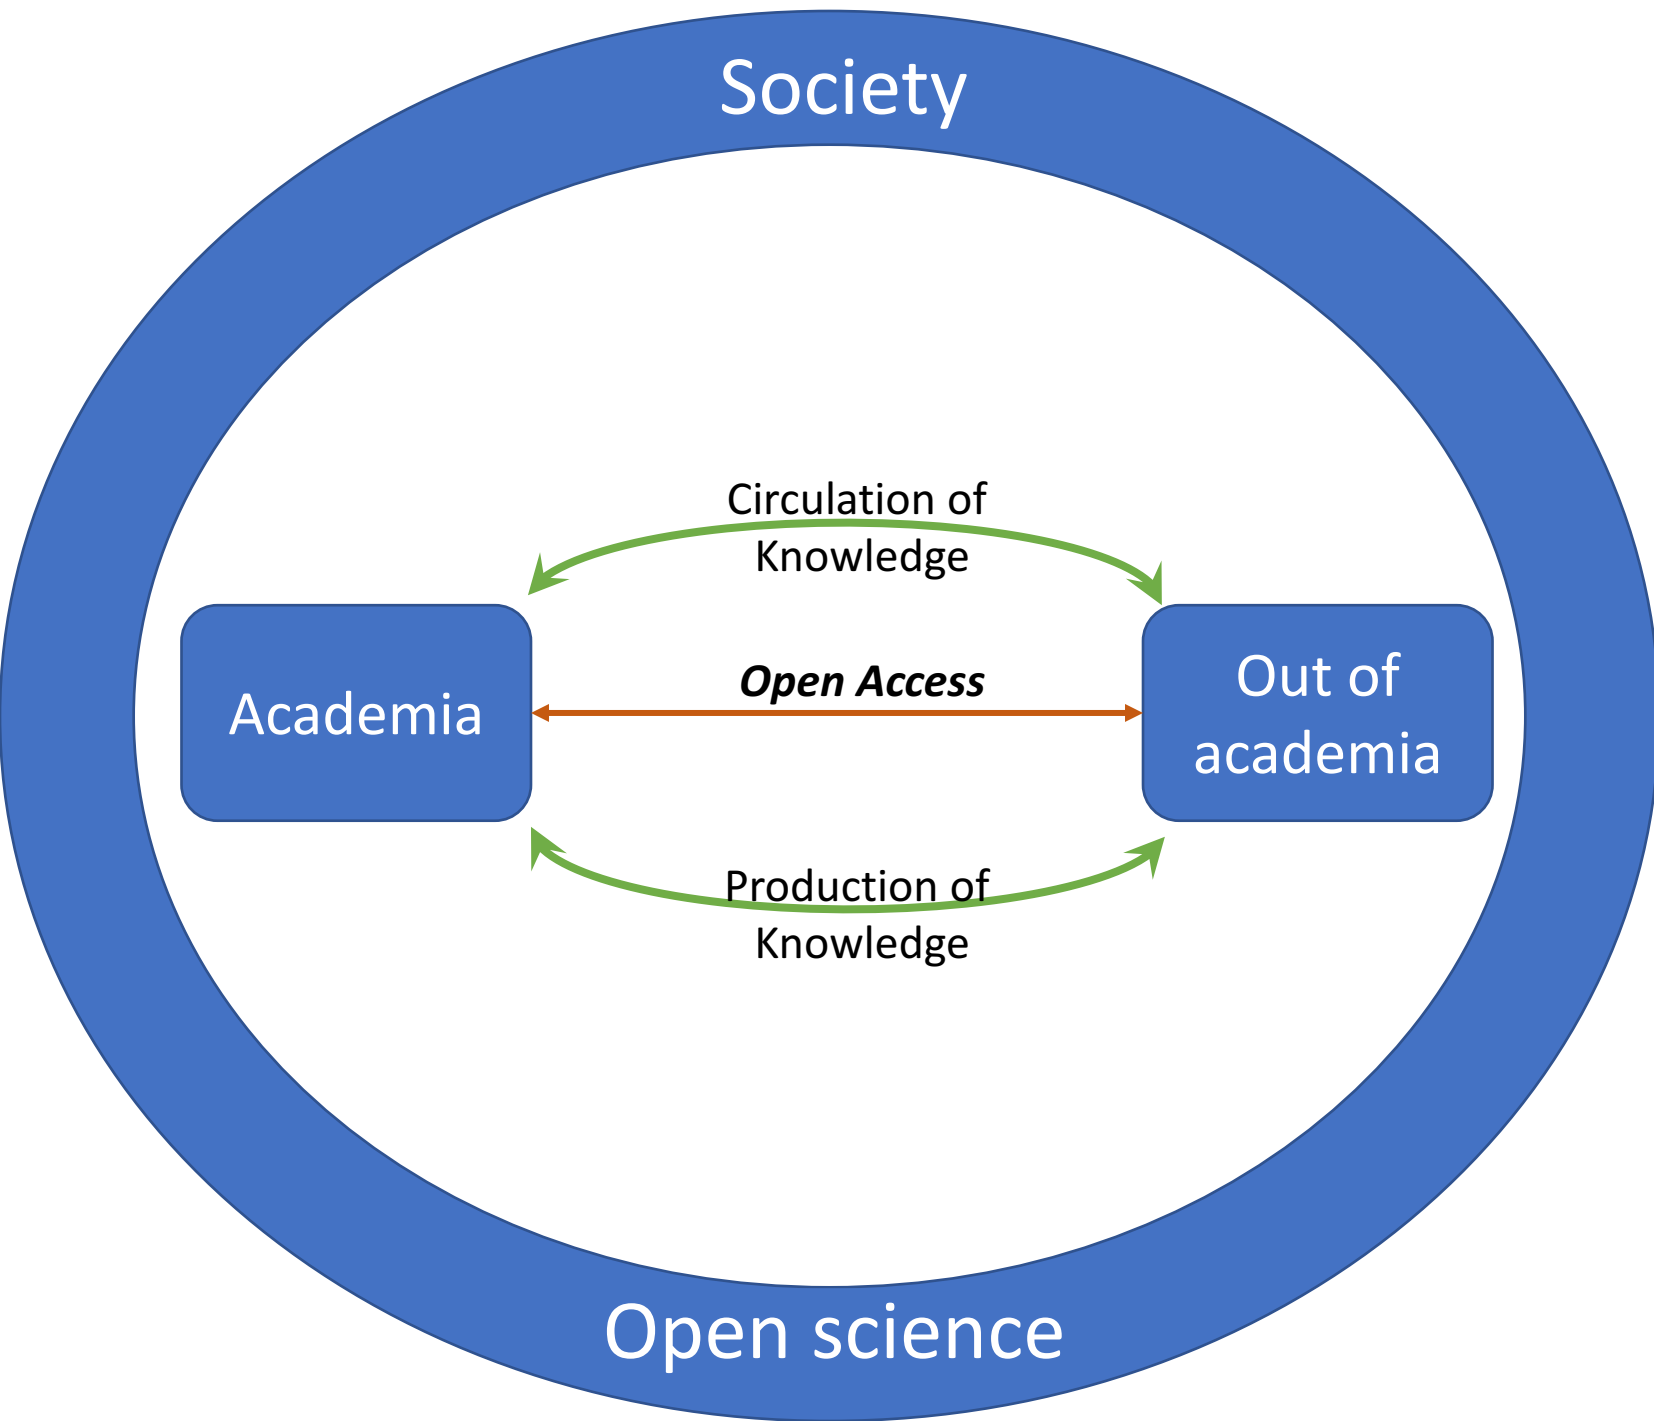 Society
Circulation of
Knowledge
Academia
Open Access
Out of
academia
Production of
Knowledge
Open science